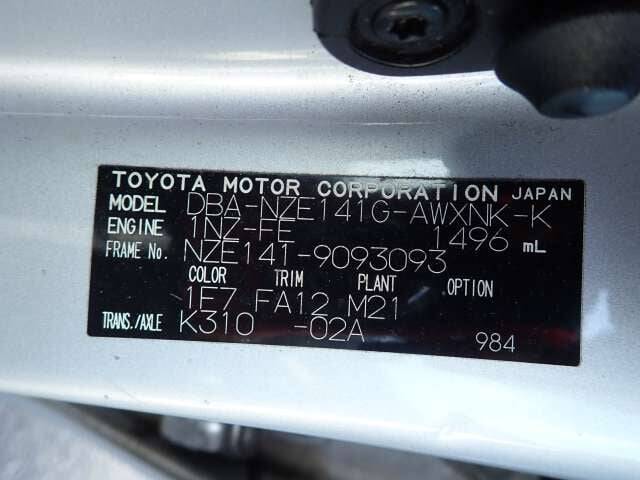 TOYOTA MOTOR CORPORATION JAPAN
MODEL DBA-NZE141G-AWXNK-K
ENGINE 1NZ-FE 1496 mL
FRAME No. NZE141-9093093
COLOR TRIM PLANT OPTION
1F7 FA12 M21
TRANS./AXLE K310 -02A 984